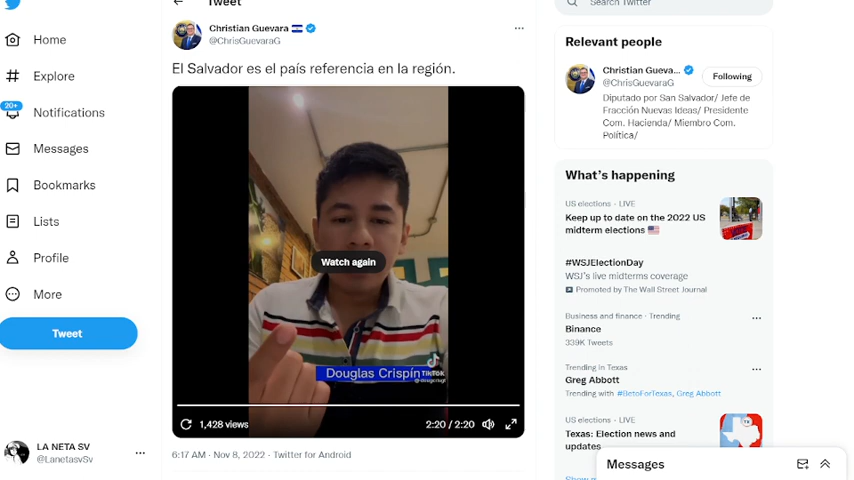 Tweet
Search Twitter
Home
Explore
20+
Notifications
Messages
Bookmarks
Lists
Profile
More
Tweet
LA NETA SV
@LanetasvSv
Christian Guevara
@ChrisGuevaraG
El Salvador es el país referencia en la región.
Watch again
Douglas Crispín
TikTok
1,428 views
2:20 / 2:20
6:17 AM · Nov 8, 2022 · Twitter for Android
Relevant people
Christian Gueva...
@ChrisGuevaraG
Following
Diputado por San Salvador/ Jefe de
Fracción Nuevas Ideas/ Presidente
Com. Hacienda/ Miembro Com.
Política/
What's happening
US elections · LIVE
Keep up to date on the 2022 US
midterm elections
#WSJElectionDay
WSJ's live midterms coverage
Promoted by The Wall Street Journal
Business and finance · Trending
Binance
339K Tweets
Trending in Texas
Greg Abbott
Trending with #BetoForTexas, Greg Abbott
US elections · LIVE
Texas: Election news and
updates
TX
Messages